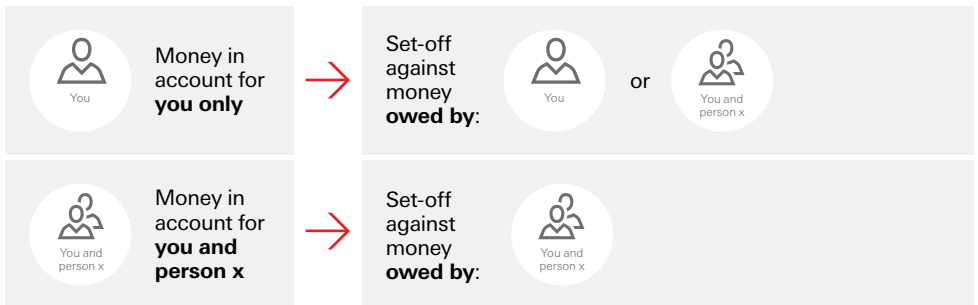 You
Money in
account for
you only
Set-off
against
money
owed by:
You
or
You and
person x
You and
person x
Money in
account for
you and
person x
Set-off
against
money
owed by:
You and
person x